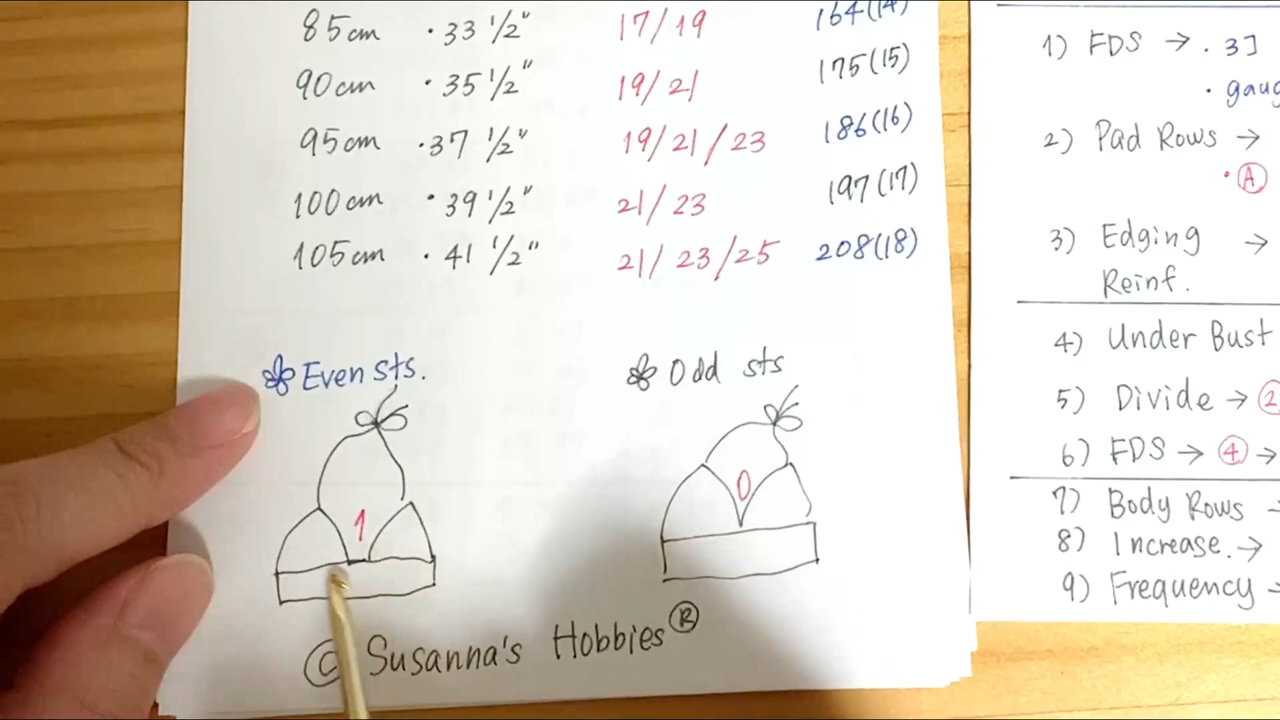 85cm · 33 1/2" 17/19 164(14)
90cm · 35 1/2" 19/21 175(15)
95cm · 37 1/2" 19/21/23 186(16)
100cm · 39 1/2" 21/23 197(17)
105cm · 41 1/2" 21/23/25 208(18)
Even sts.
1
Odd sts
0
© Susanna's Hobbies®
1) FDS → ·
·
2) Pad Rows →
· Ⓐ
3) Edging →
Reinf.
4) Under Bust
5) Divide → ②
6) FDS → ④ →
7) Body Rows
8) Increase. →
9) Frequency